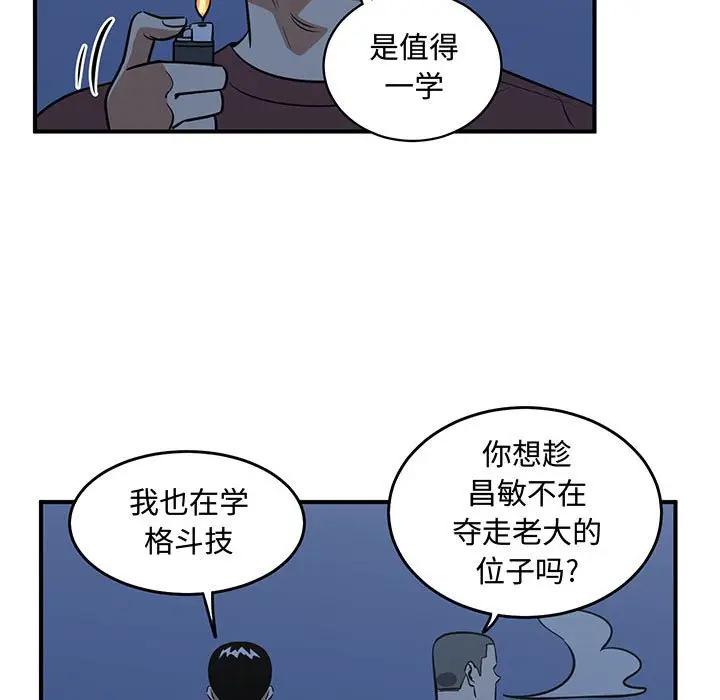 是值得
一学
我也在学
格斗技
你想趁
昌敏不在
夺走老大的
位子吗?